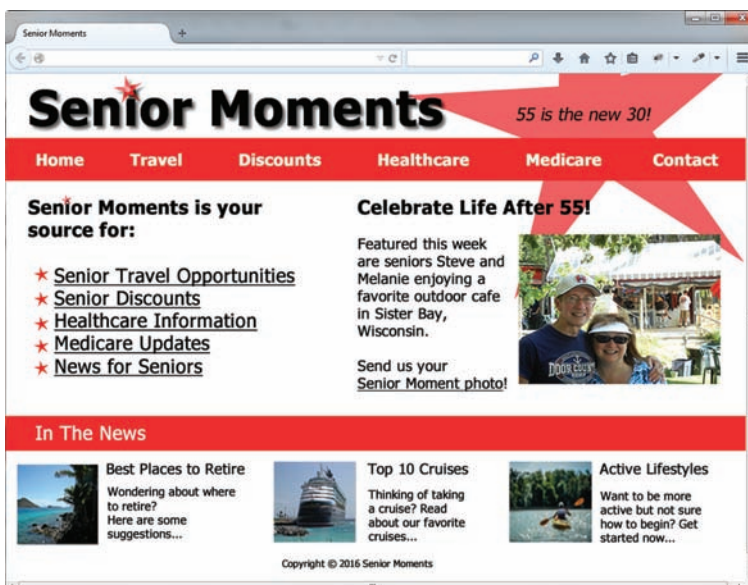 Senior Moments
Senior Moments
55 is the new 30!
Home Travel Discounts Healthcare Medicare Contact
Senior Moments is your
source for:
Senior Travel Opportunities
Senior Discounts
Healthcare Information
Medicare Updates
News for Seniors
Celebrate Life After 55!
Featured this week
are seniors Steve and
Melanie enjoying a
favorite outdoor cafe
in Sister Bay,
Wisconsin.
Send us your
Senior Moment photo!
DOOR COUNTY
In The News
Best Places to Retire
Wondering about where
to retire?
Here are some
suggestions...
Top 10 Cruises
Thinking of taking
a cruise? Read
about our favorite
cruises...
Active Lifestyles
Want to be more
active but not sure
how to begin? Get
started now...
Copyright © 2016 Senior Moments